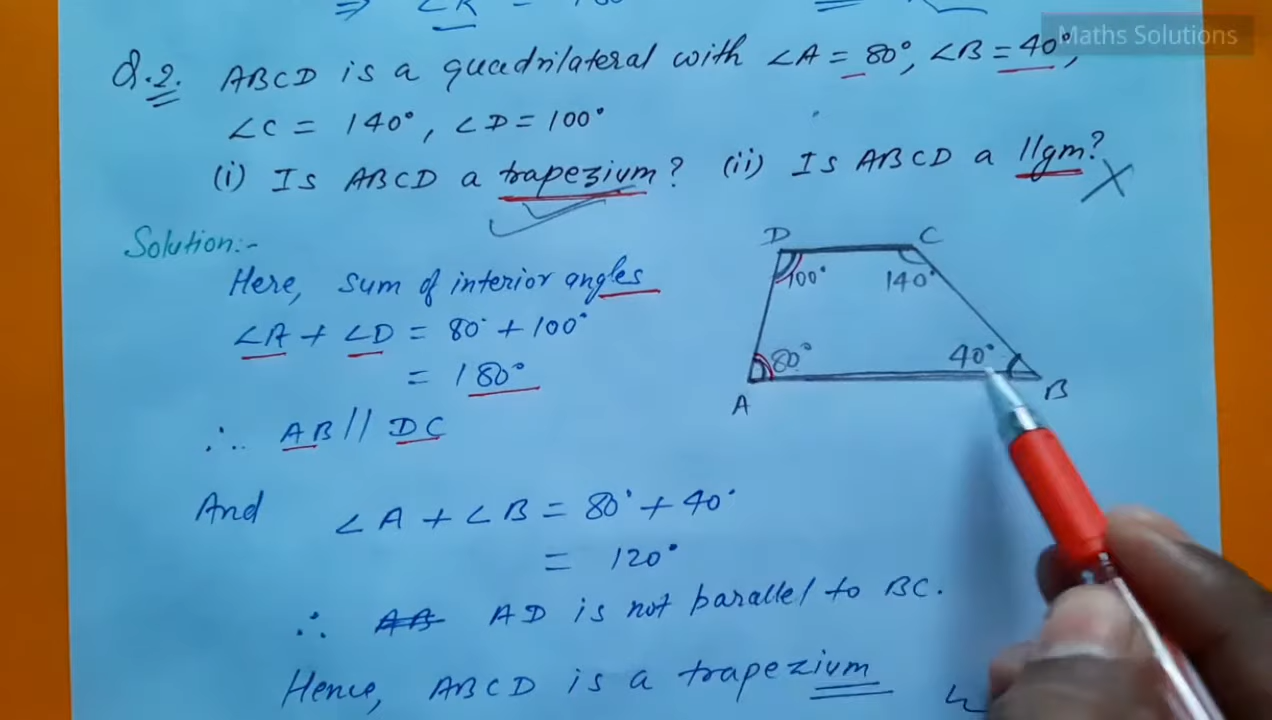 Maths Solutions
Q.2. ABCD is a quadrilateral with ∠A = 80°, ∠B = 40°,
∠C = 140°, ∠D = 100°
(i) Is ABCD a trapezium? (ii) Is ABCD a //gm?
Solution:-
Here, sum of interior angles
∠A + ∠D = 80° + 100°
= 180°
∴ AB // DC
D C
100° 140°
80° 40°
A B
And ∠A + ∠B = 80° + 40°
= 120°
∴ AD is not parallel to BC.
Hence, ABCD is a trapezium